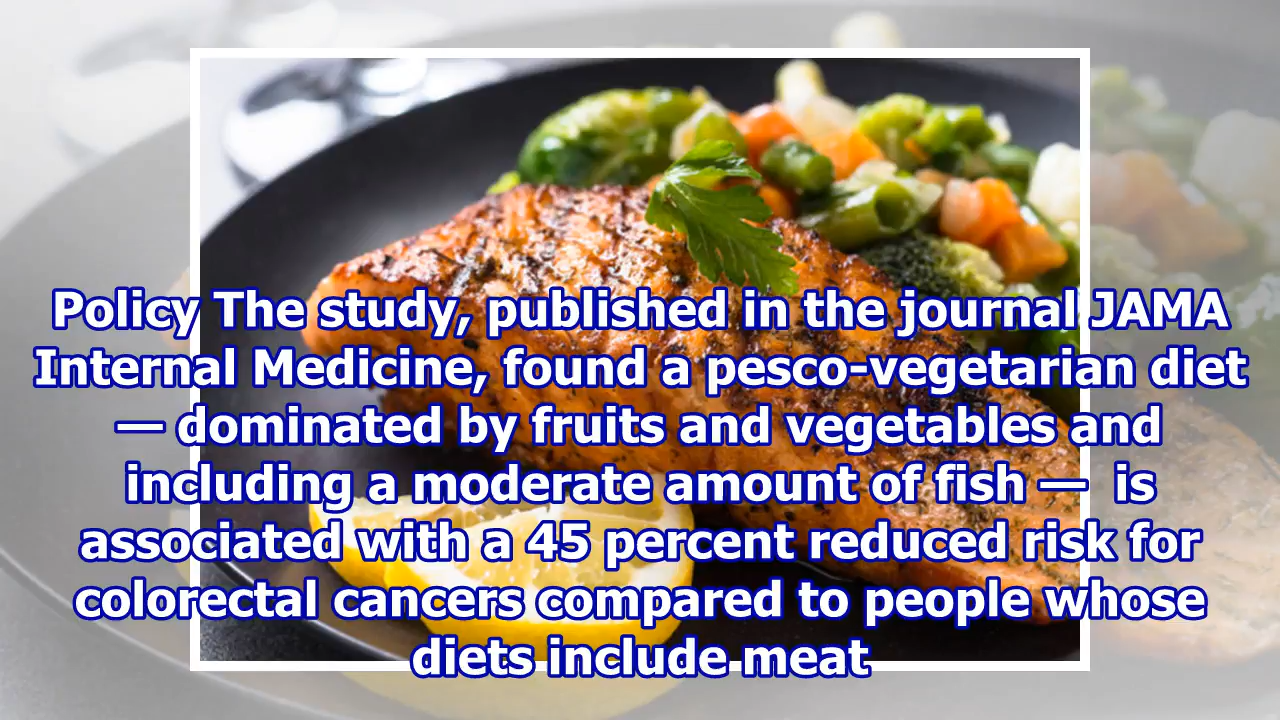 Policy The study, published in the journal JAMA
Internal Medicine, found a pesco-vegetarian diet
— dominated by fruits and vegetables and
including a moderate amount of fish —  is
associated with a 45 percent reduced risk for
colorectal cancers compared to people whose
diets include meat